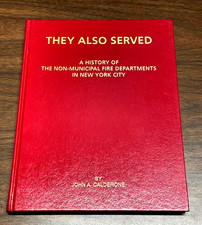 THEY ALSO SERVED
A HISTORY OF
THE NON-MUNICIPAL FIRE DEPARTMENTS
IN NEW YORK CITY
BY
JOHN A. CALDERONE